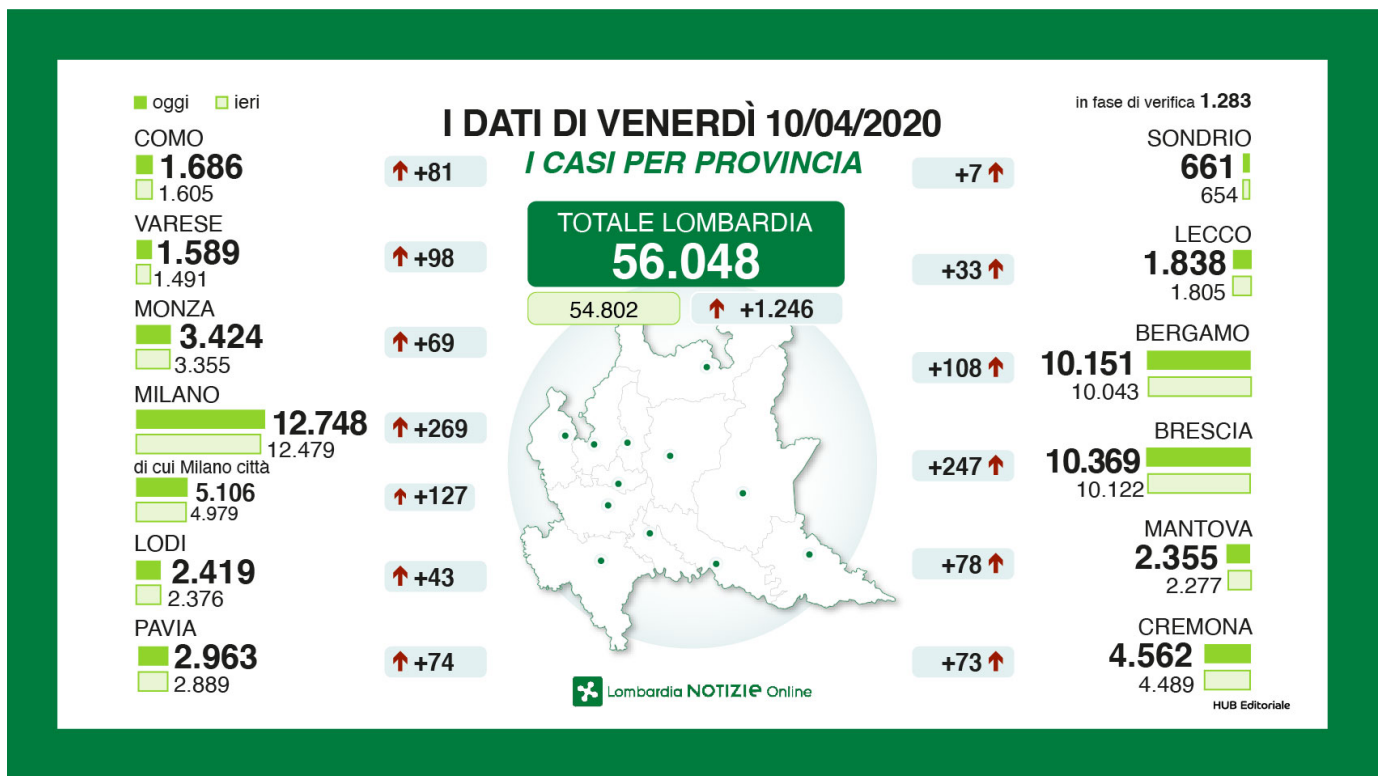 oggi
ieri
I DATI DI VENERDÌ 10/04/2020
I CASI PER PROVINCIA
TOTALE LOMBARDIA
56.048
54.802
+1.246
COMO
1.686
1.605
+81
VARESE
1.589
1.491
+98
MONZA
3.424
3.355
+69
MILANO
12.748
12.479
+269
di cui Milano città
5.106
4.979
+127
LODI
2.419
2.376
+43
PAVIA
2.963
2.889
+74
in fase di verifica 1.283
SONDRIO
661
654
+7
LECCO
1.838
1.805
+33
BERGAMO
10.151
10.043
+108
BRESCIA
10.369
10.122
+247
MANTOVA
2.355
2.277
+78
CREMONA
4.562
4.489
+73
Lombardia NOTIZIE Online
HUB Editoriale